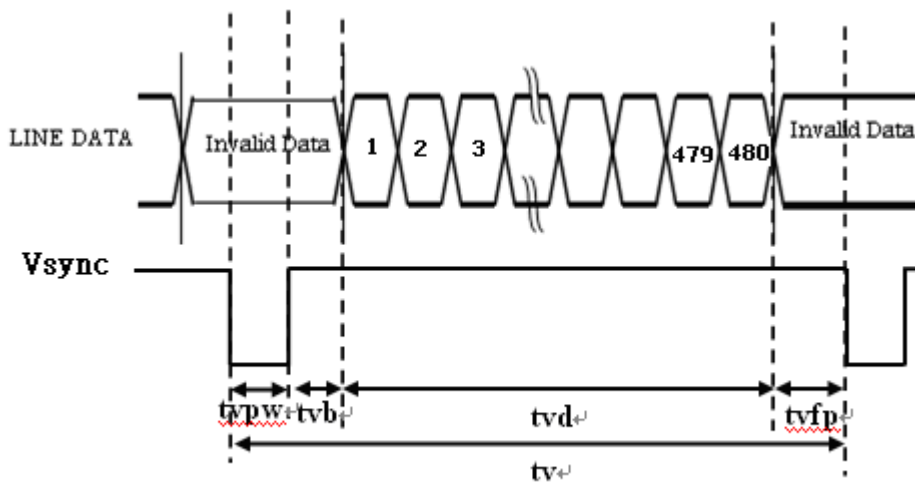 LINE DATA
Invalid Data
1
2
3
479
480
Invalid Data
Vsync
tvpw
tvb
tvd
tvfp
tv